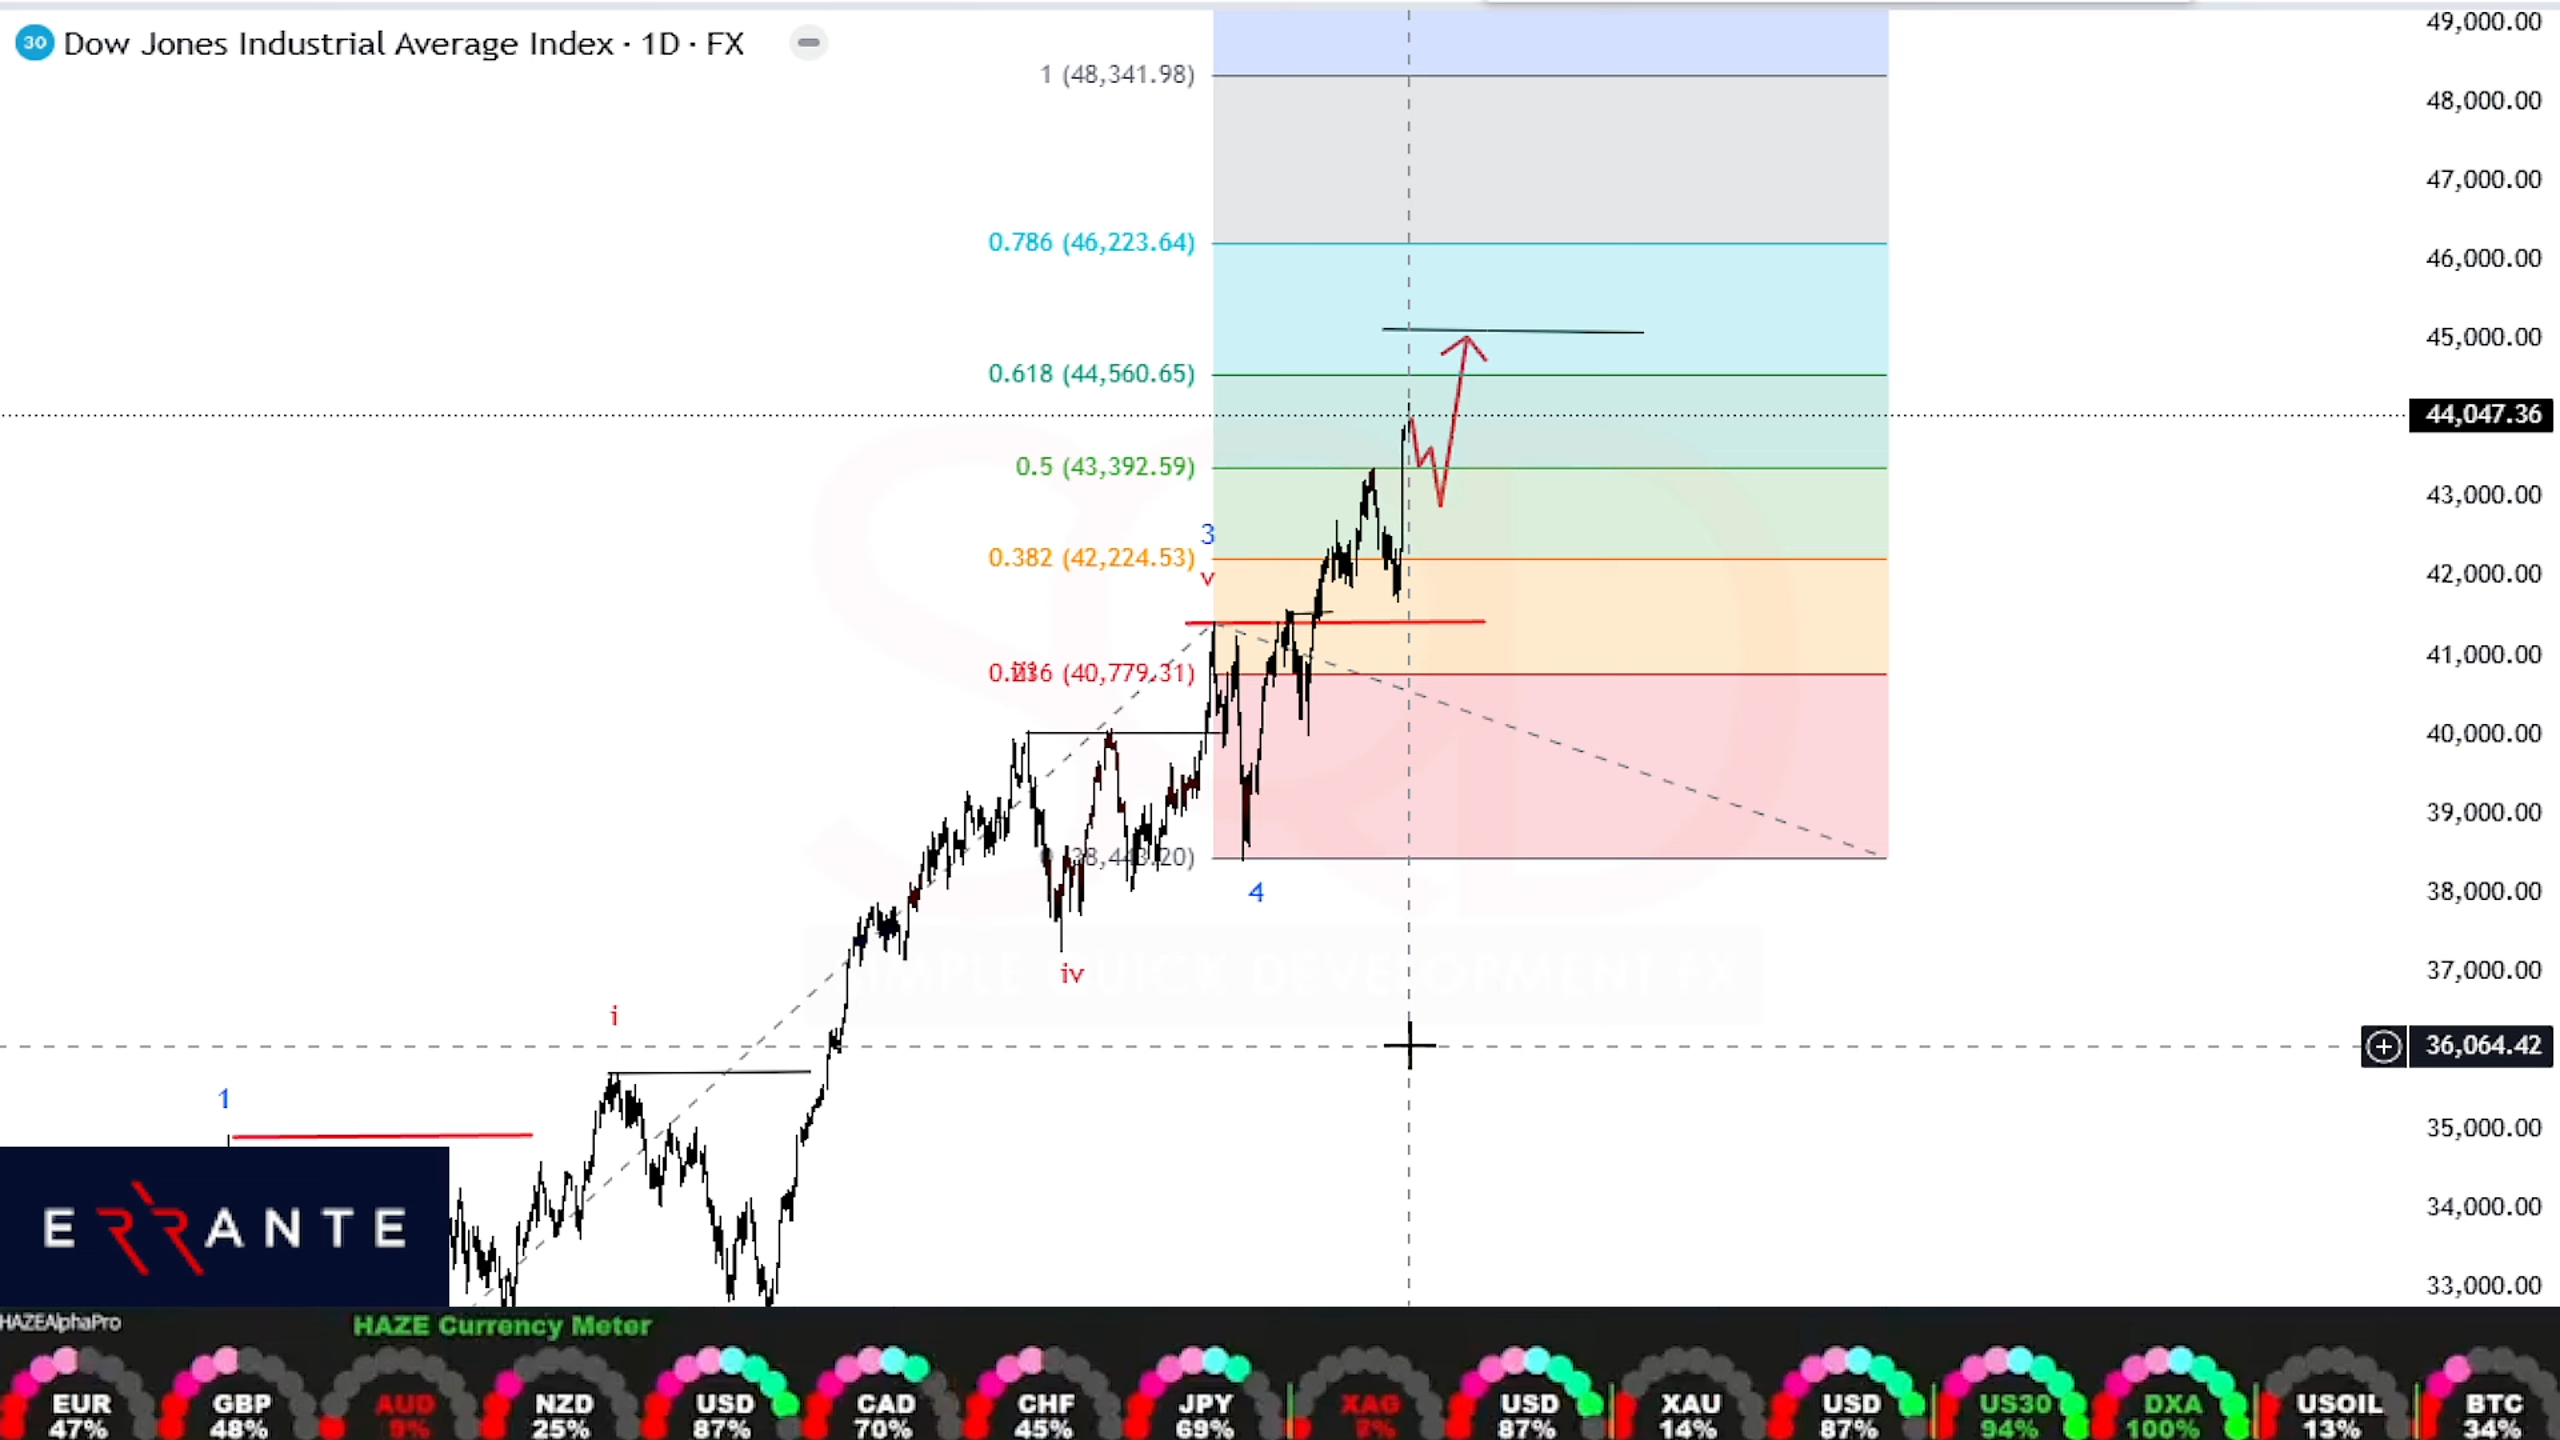 30 Dow Jones Industrial Average Index · 1D · FX
49,000.00
1 (48,341.98)
48,000.00
47,000.00
0.786 (46,223.64)
46,000.00
45,000.00
0.618 (44,560.65)
44,047.36
0.5 (43,392.59)
43,000.00
3
0.382 (42,224.53)
42,000.00
v
41,000.00
(40,779.31)
40,000.00
39,000.00
4
38,000.00
iv
37,000.00
i
36,064.42
1
35,000.00
34,000.00
33,000.00
ERRANTE
HAZEAlphaPro
HAZE Currency Meter
EUR GBP AUD NZD USD CAD CHF JPY XAG USD XAU USD US30 DXA USOIL BTC
47% 48% 9% 25% 87% 70% 45% 69% 7% 87% 14% 87% 94% 100% 13% 34%